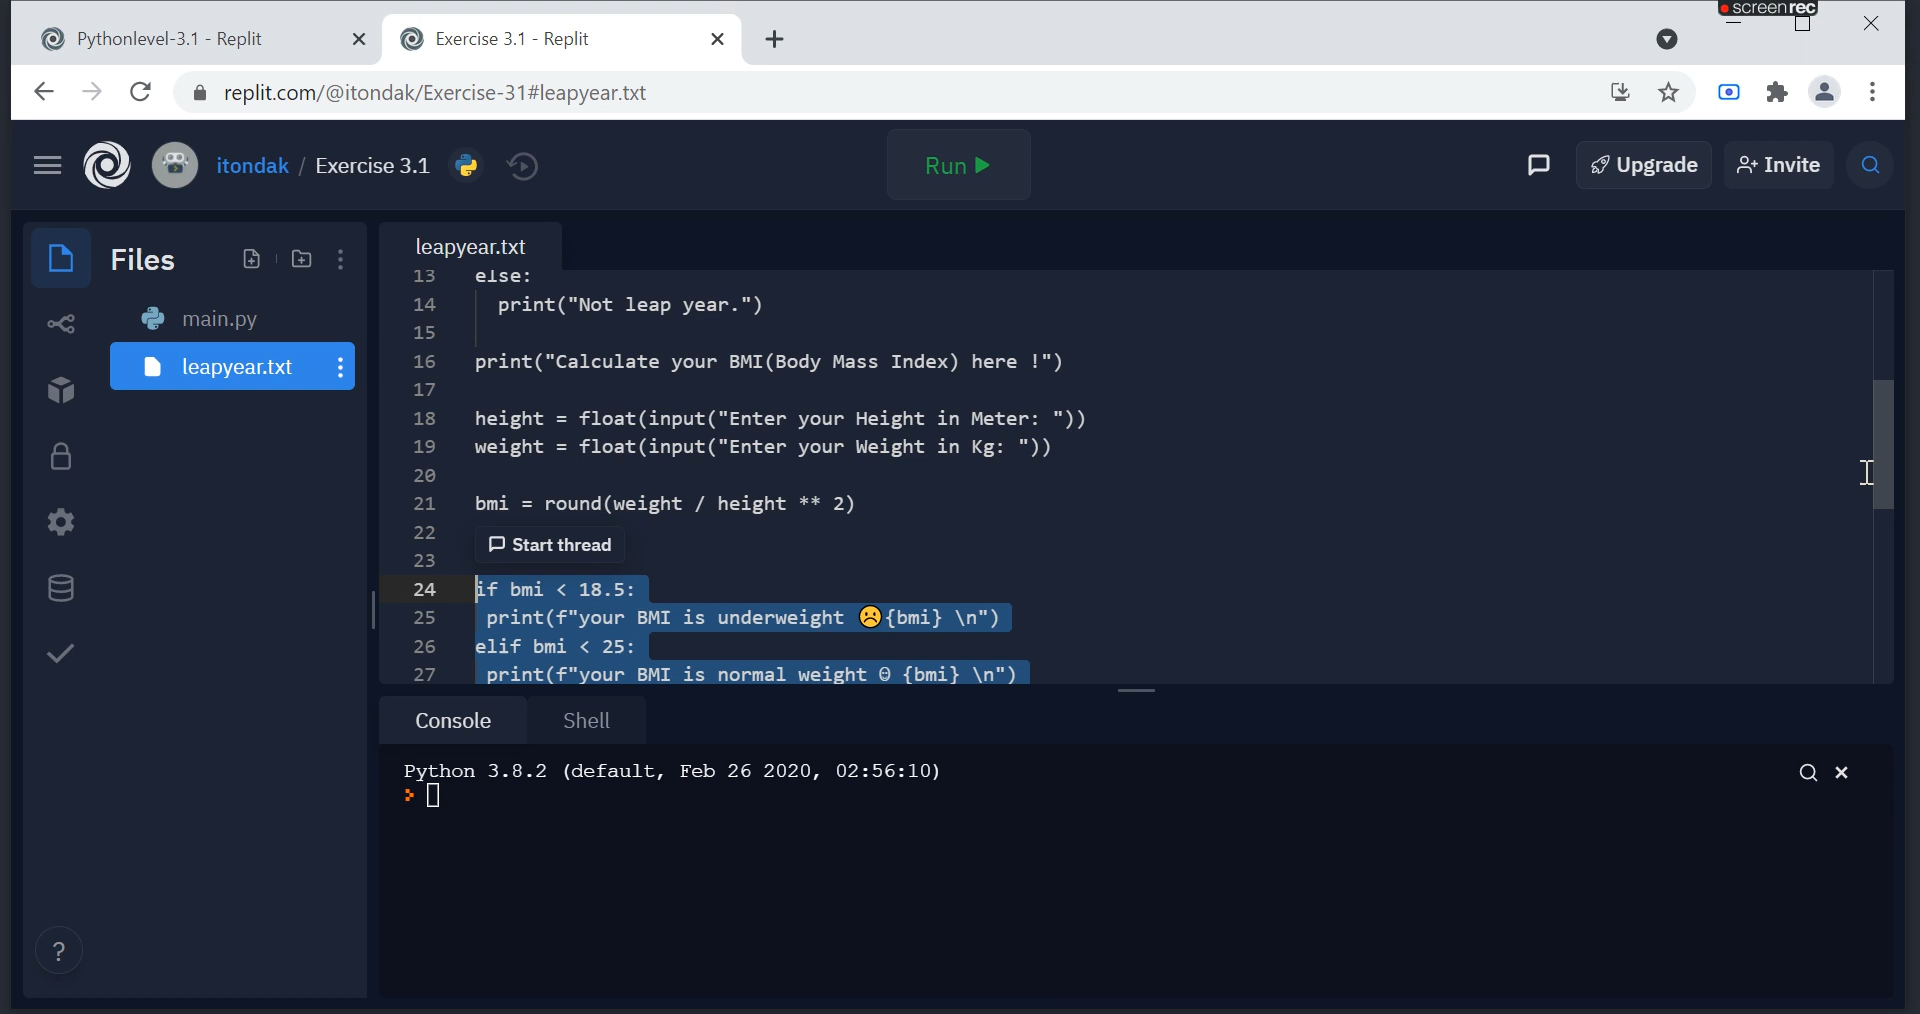 screenrec
Pythonlevel-3.1 - Replit
Exercise 3.1 - Replit
replit.com/@itondak/Exercise-31#leapyear.txt
itondak / Exercise 3.1
Run
Upgrade
Invite
Files
main.py
leapyear.txt
leapyear.txt
13 else:
14 print("Not leap year.")
15
16 print("Calculate your BMI(Body Mass Index) here !")
17
18 height = float(input("Enter your Height in Meter: "))
19 weight = float(input("Enter your Weight in Kg: "))
20
21 bmi = round(weight / height ** 2)
22
Start thread
23
24 if bmi < 18.5:
25 print(f"your BMI is underweight ☹️{bmi} \n")
26 elif bmi < 25:
27 print(f"your BMI is normal weight ☺ {bmi} \n")
Console
Shell
Python 3.8.2 (default, Feb 26 2020, 02:56:10)
>
?